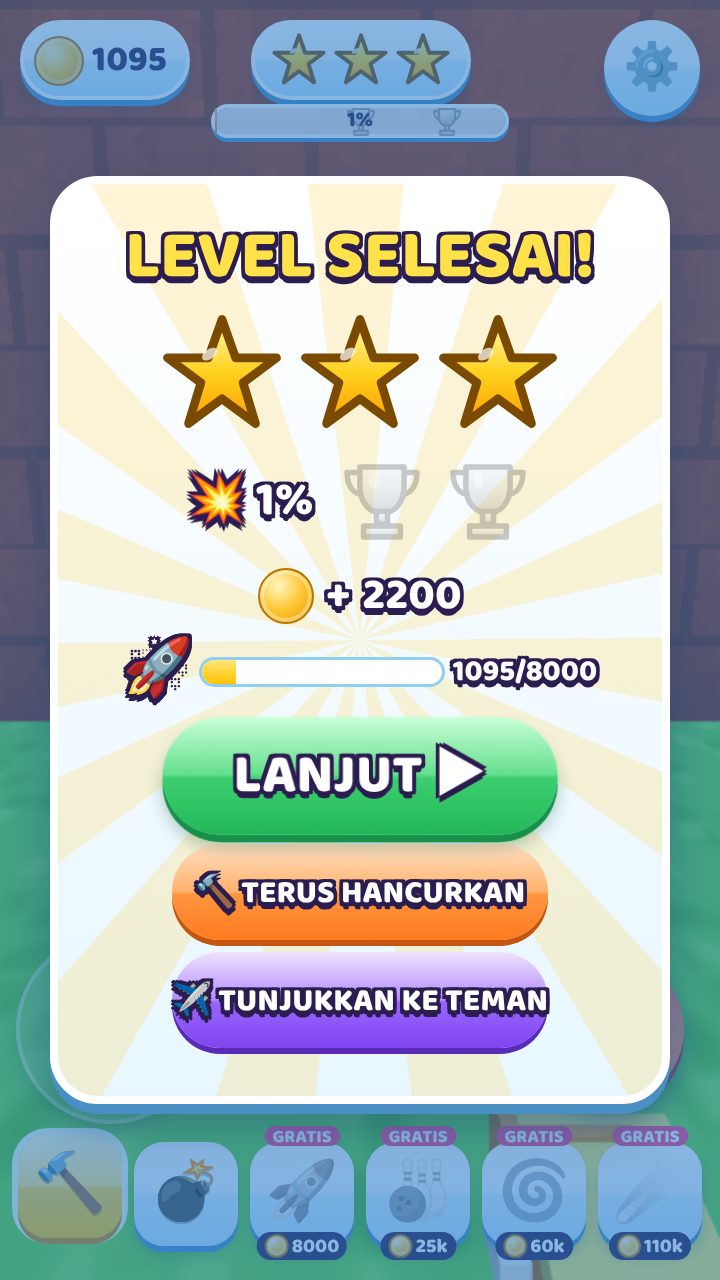 1095
1%
LEVEL SELESAI!
1%
+ 2200
1095/8000
LANJUT
TERUS HANCURKAN
TUNJUKKAN KE TEMAN
GRATIS GRATIS GRATIS GRATIS
8000 25k 60k 110k